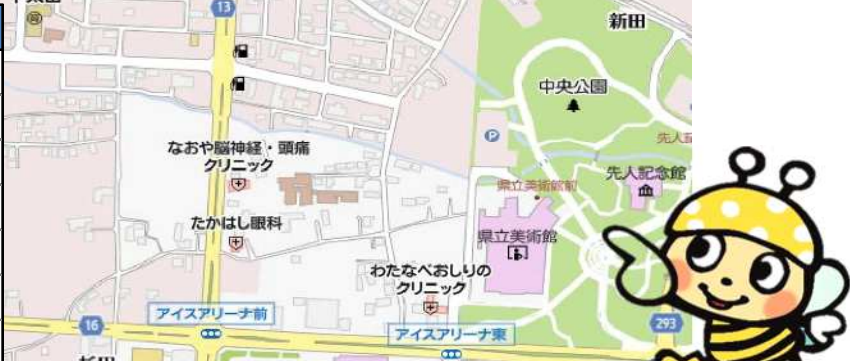 13
新田
中央公園
P
なおや脳神経・頭痛
クリニック
先人記念館
県立美術館前
たかはし眼科
県立美術館
わたなべおしりの
クリニック
アイスアリーナ前
293
16
アイスアリーナ東